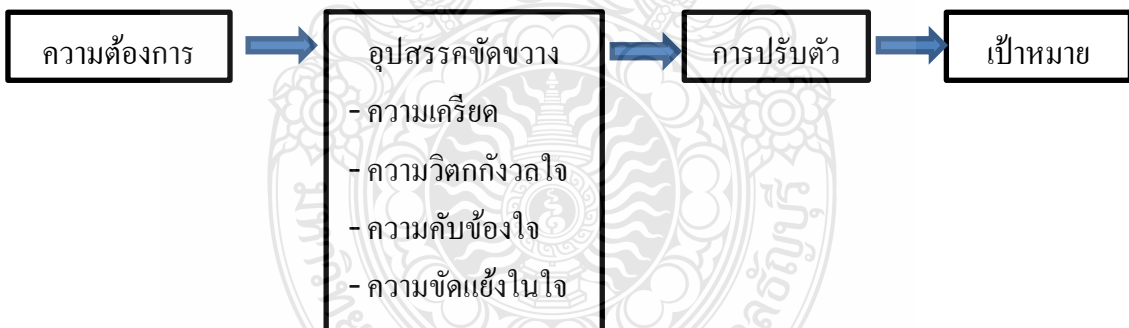 ความต้องการ
อุปสรรคขัดขวาง
- ความเครียด
- ความวิตกกังวลใจ
- ความคับข้องใจ
- ความขัดแย้งในใจ
การปรับตัว
เป้าหมาย